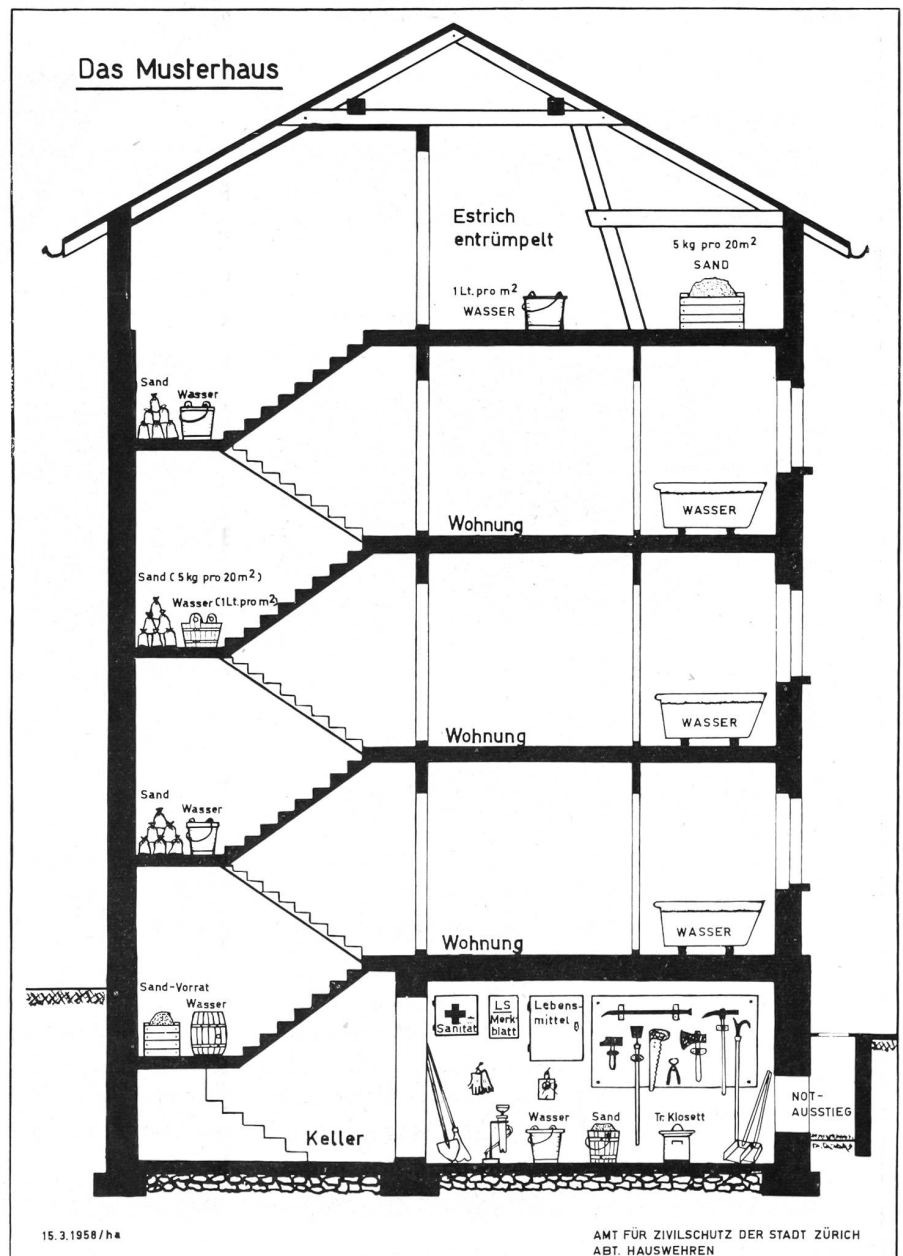 Das Musterhaus
Estrich
entrümpelt
5 kg pro 20m²
SAND
1 Lt. pro m²
WASSER
Sand
Wasser
WASSER
Wohnung
Sand (5 kg pro 20m²)
Wasser (1 Lt. pro m²)
WASSER
Wohnung
Sand
Wasser
WASSER
Wohnung
Sand-Vorrat
Wasser
Sanität
LS
Merk-
blatt
Lebens-
mittel
NOT-
AUSSTIEG
Wasser
Sand
Tr. Klosett
Keller
15.3.1958/ha
AMT FÜR ZIVILSCHUTZ DER STADT ZÜRICH
ABT. HAUSWEHREN